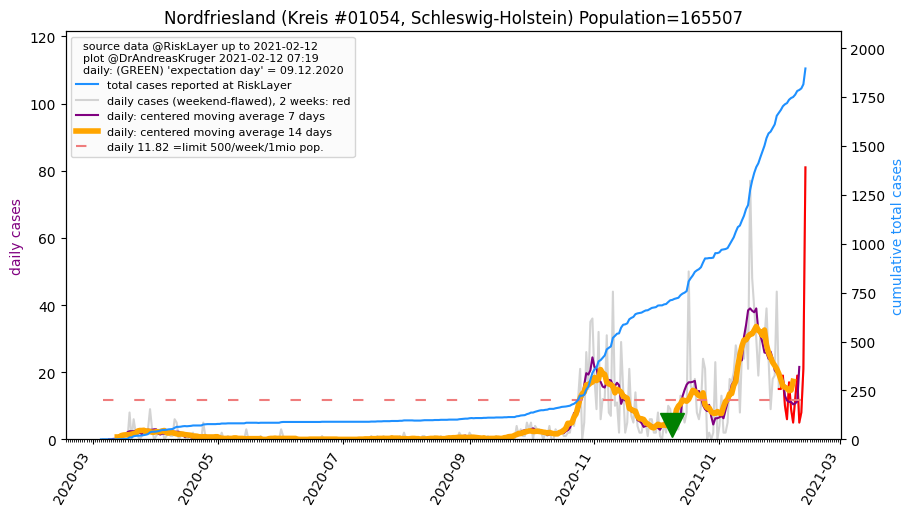 Nordfriesland (Kreis #01054, Schleswig-Holstein) Population=165507
source data @RiskLayer up to 2021-02-12
plot @DrAndreasKruger 2021-02-12 07:19
daily: (GREEN) 'expectation day' = 09.12.2020
total cases reported at RiskLayer
daily cases (weekend-flawed), 2 weeks: red
daily: centered moving average 7 days
daily: centered moving average 14 days
daily 11.82 =limit 500/week/1mio pop.
daily cases
120
100
80
60
40
20
0
cumulative total cases
2000
1750
1500
1250
1000
750
500
250
0
2020-03
2020-05
2020-07
2020-09
2020-11
2021-01
2021-03